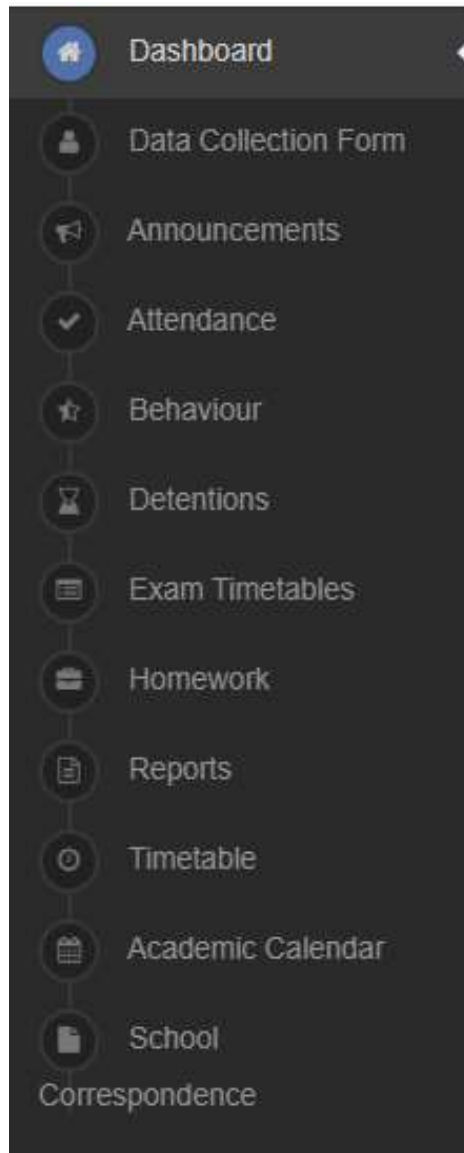 Dashboard
Data Collection Form
Announcements
Attendance
Behaviour
Detentions
Exam Timetables
Homework
Reports
Timetable
Academic Calendar
School
Correspondence